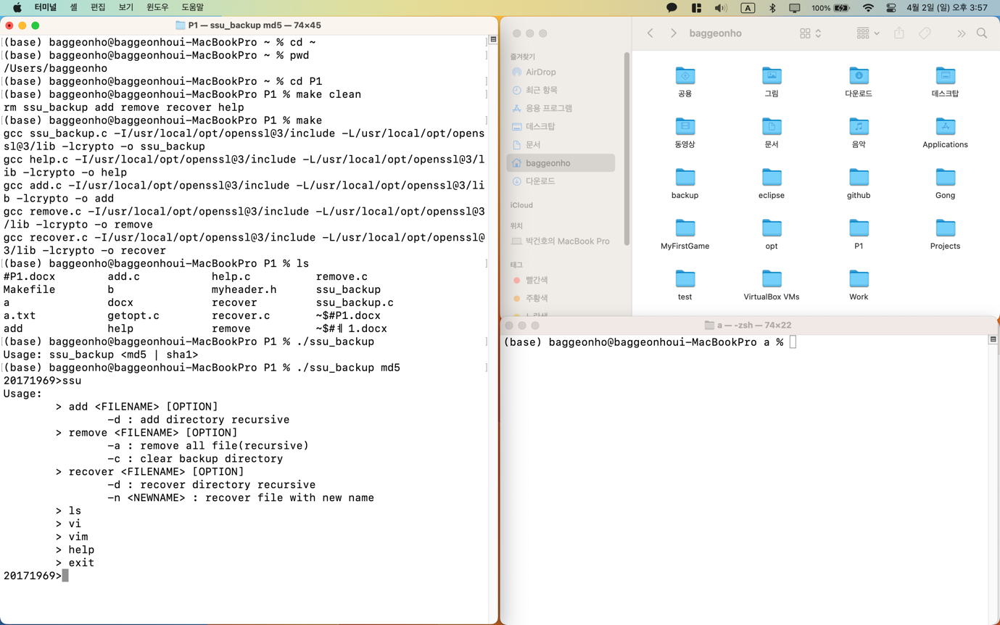 터미널 셸 편집 보기 윈도우 도움말 A 100% 4월 2일 (일) 오후 3:57
P1 — ssu_backup md5 — 74×45
(base) baggeonho@baggeonhoui-MacBookPro ~ % cd ~
(base) baggeonho@baggeonhoui-MacBookPro ~ % pwd
/Users/baggeonho
(base) baggeonho@baggeonhoui-MacBookPro ~ % cd P1
(base) baggeonho@baggeonhoui-MacBookPro P1 % make clean
rm ssu_backup add remove recover help
(base) baggeonho@baggeonhoui-MacBookPro P1 % make
gcc ssu_backup.c -I/usr/local/opt/openssl@3/include -L/usr/local/opt/opens
sl@3/lib -lcrypto -o ssu_backup
gcc help.c -I/usr/local/opt/openssl@3/include -L/usr/local/opt/openssl@3/l
ib -lcrypto -o help
gcc add.c -I/usr/local/opt/openssl@3/include -L/usr/local/opt/openssl@3/li
b -lcrypto -o add
gcc remove.c -I/usr/local/opt/openssl@3/include -L/usr/local/opt/openssl@3
/lib -lcrypto -o remove
gcc recover.c -I/usr/local/opt/openssl@3/include -L/usr/local/opt/openssl@
3/lib -lcrypto -o recover
(base) baggeonho@baggeonhoui-MacBookPro P1 % ls
#P1.docx add.c help.c remove.c
Makefile b myheader.h ssu_backup
a docx recover ssu_backup.c
a.txt getopt.c recover.c ~$#P1.docx
add help remove 1.docx
(base) baggeonho@baggeonhoui-MacBookPro P1 % ./ssu_backup
Usage: ssu_backup <md5 | sha1>
(base) baggeonho@baggeonhoui-MacBookPro P1 % ./ssu_backup md5
20171969>ssu
Usage:
> add <FILENAME> [OPTION]
-d : add directory recursive
> remove <FILENAME> [OPTION]
-a : remove all file(recursive)
-c : clear backup directory
> recover <FILENAME> [OPTION]
-d : recover directory recursive
-n <NEWNAME> : recover file with new name
> ls
> vi
> vim
> help
> exit
20171969>
baggeonho
즐겨찾기
AirDrop
최근 항목
응용 프로그램
데스크탑
문서
baggeonho
다운로드
iCloud
위치
박건호의 MacBook Pro
태그
빨간색
주황색
공용 그림 다운로드 데스크탑
동영상 문서 음악 Applications
backup eclipse github Gong
MyFirstGame opt P1 Projects
test VirtualBox VMs Work
a — -zsh — 74×22
(base) baggeonho@baggeonhoui-MacBookPro a %